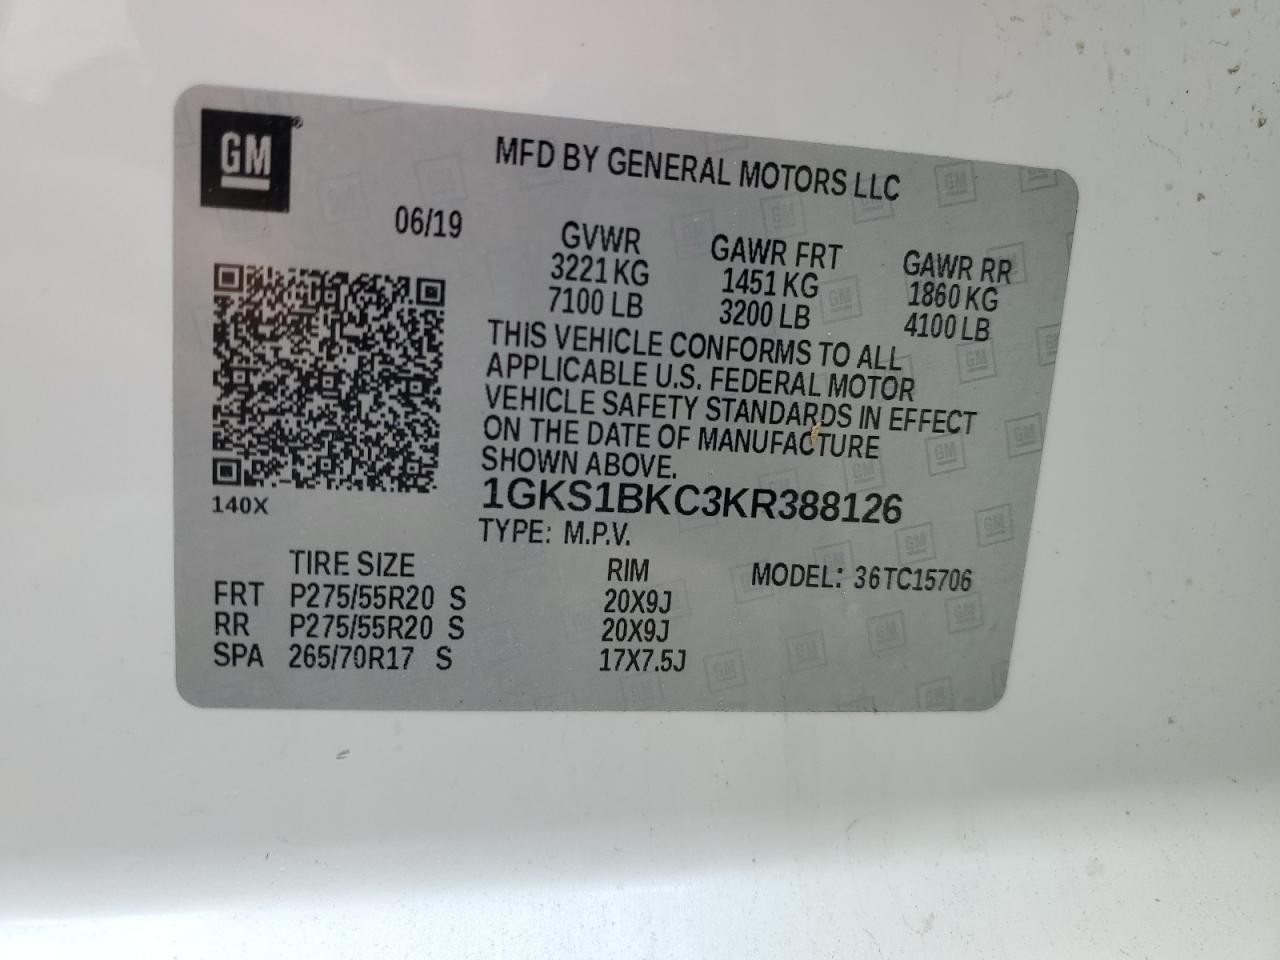 GM®
MFD BY GENERAL MOTORS LLC
06/19
GVWR GAWR FRT GAWR RR
3221 KG 1451 KG 1860 KG
7100 LB 3200 LB 4100 LB
THIS VEHICLE CONFORMS TO ALL
APPLICABLE U.S. FEDERAL MOTOR
VEHICLE SAFETY STANDARDS IN EFFECT
ON THE DATE OF MANUFACTURE
SHOWN ABOVE.
140X
1GKS1BKC3KR388126
TYPE: M.P.V.
TIRE SIZE RIM MODEL: 36TC15706
FRT P275/55R20 S 20X9J
RR P275/55R20 S 20X9J
SPA 265/70R17 S 17X7.5J